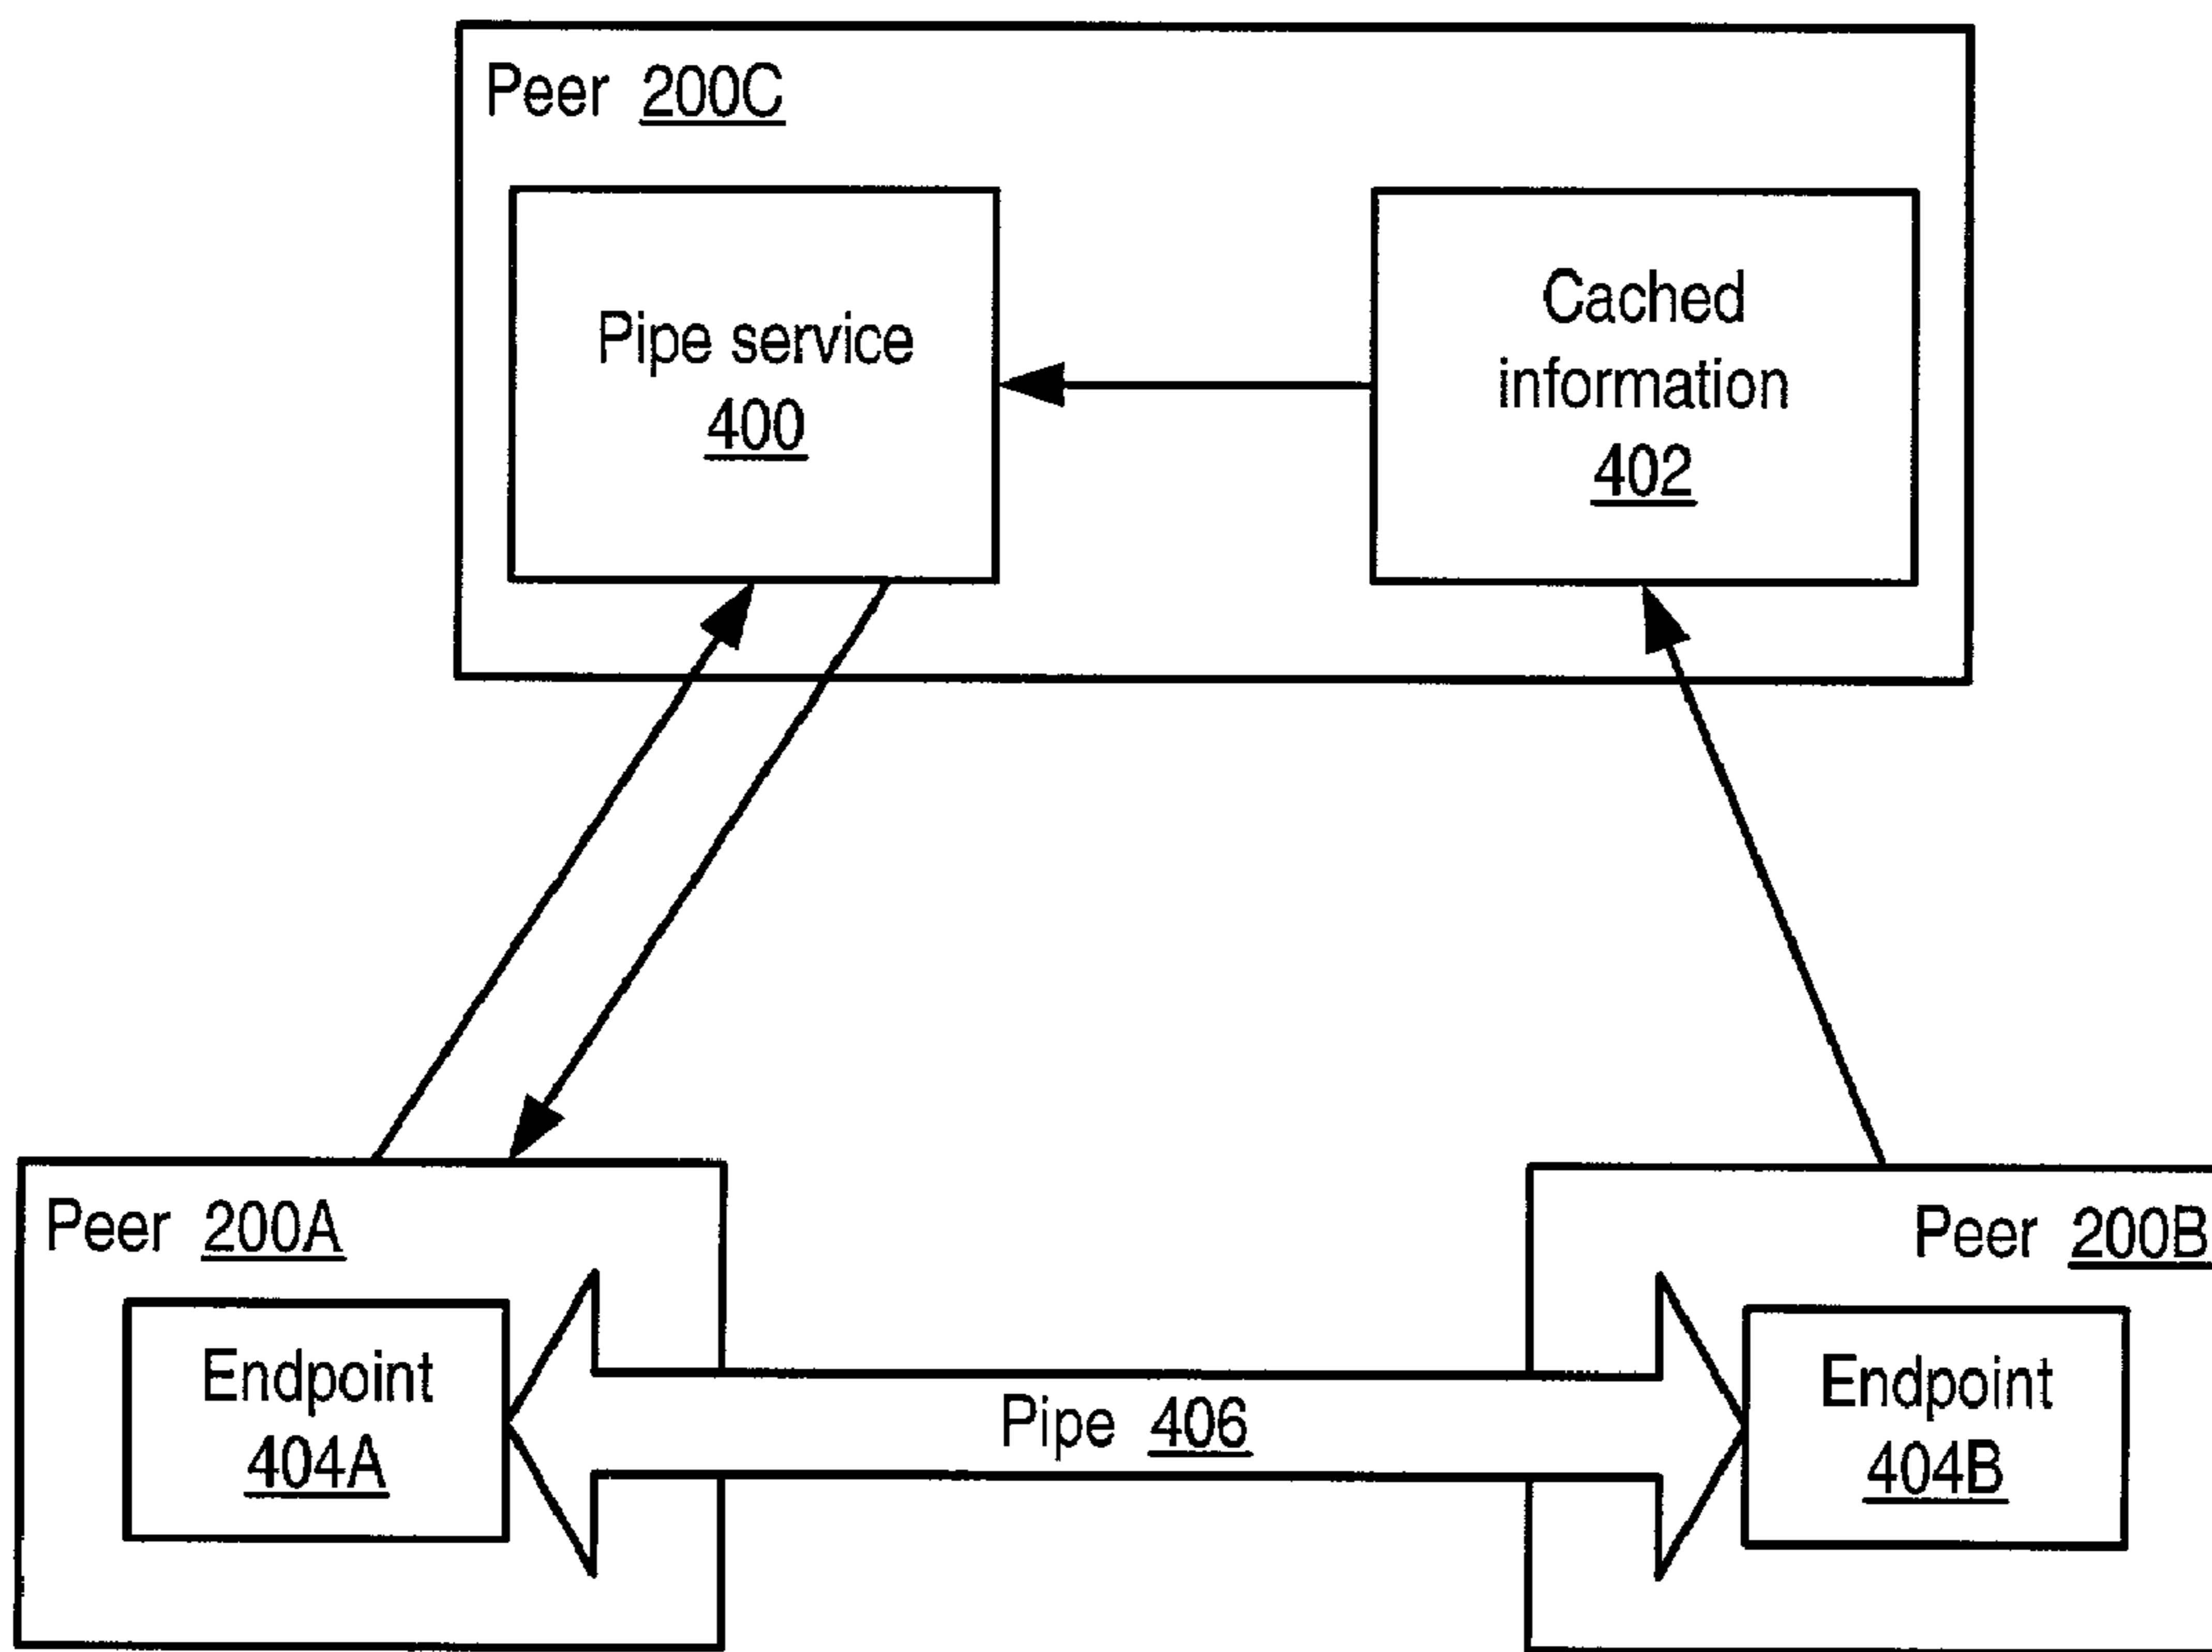 Peer 200C
Pipe service
400
Cached
information
402
Peer 200A
Endpoint
404A
Pipe 406
Peer 200B
Endpoint
404B